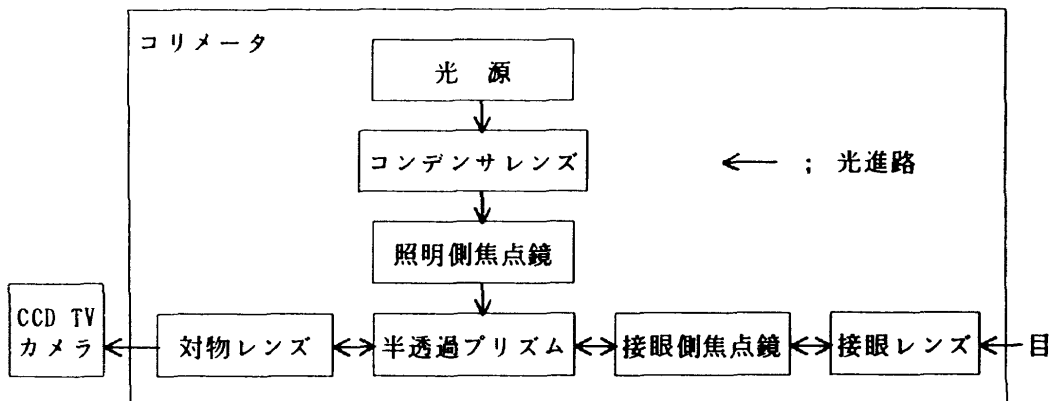 コリメータ
光 源
コンデンサレンズ
← ; 光進路
照明側焦点鏡
CCD TV
カメラ
対物レンズ
半透過プリズム
接眼側焦点鏡
接眼レンズ
目